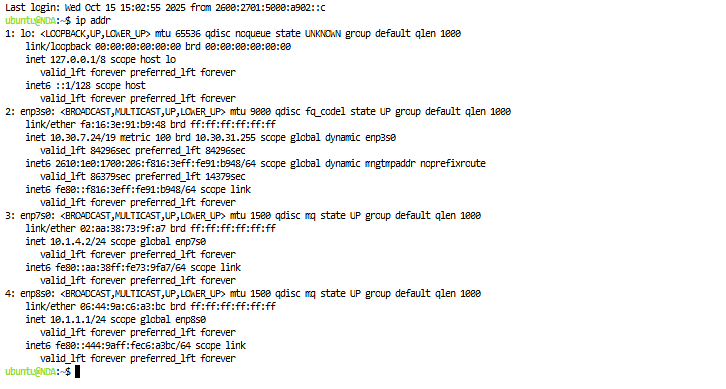 Last login: Wed Oct 15 15:02:55 2025 from 2600:2701:5000:a902::c
ubuntu@NDA:~$ ip addr
1: lo: <LOOPBACK,UP,LOWER_UP> mtu 65536 qdisc noqueue state UNKNOWN group default qlen 1000
    link/loopback 00:00:00:00:00:00 brd 00:00:00:00:00:00
    inet 127.0.0.1/8 scope host lo
       valid_lft forever preferred_lft forever
    inet6 ::1/128 scope host
       valid_lft forever preferred_lft forever
2: enp3s0: <BROADCAST,MULTICAST,UP,LOWER_UP> mtu 9000 qdisc fq_codel state UP group default qlen 1000
    link/ether fa:16:3e:91:b9:48 brd ff:ff:ff:ff:ff:ff
    inet 10.30.7.24/19 metric 100 brd 10.30.31.255 scope global dynamic enp3s0
       valid_lft 84296sec preferred_lft 84296sec
    inet6 2610:1e0:1700:206:f816:3eff:fe91:b948/64 scope global dynamic mngtmpaddr noprefixroute
       valid_lft 86379sec preferred_lft 14379sec
    inet6 fe80::f816:3eff:fe91:b948/64 scope link
       valid_lft forever preferred_lft forever
3: enp7s0: <BROADCAST,MULTICAST,UP,LOWER_UP> mtu 1500 qdisc mq state UP group default qlen 1000
    link/ether 02:aa:38:73:9f:a7 brd ff:ff:ff:ff:ff:ff
    inet 10.1.4.2/24 scope global enp7s0
       valid_lft forever preferred_lft forever
    inet6 fe80::aa:38ff:fe73:9fa7/64 scope link
       valid_lft forever preferred_lft forever
4: enp8s0: <BROADCAST,MULTICAST,UP,LOWER_UP> mtu 1500 qdisc mq state UP group default qlen 1000
    link/ether 06:44:9a:c6:a3:bc brd ff:ff:ff:ff:ff:ff
    inet 10.1.1.1/24 scope global enp8s0
       valid_lft forever preferred_lft forever
    inet6 fe80::444:9aff:fec6:a3bc/64 scope link
       valid_lft forever preferred_lft forever
ubuntu@NDA:~$